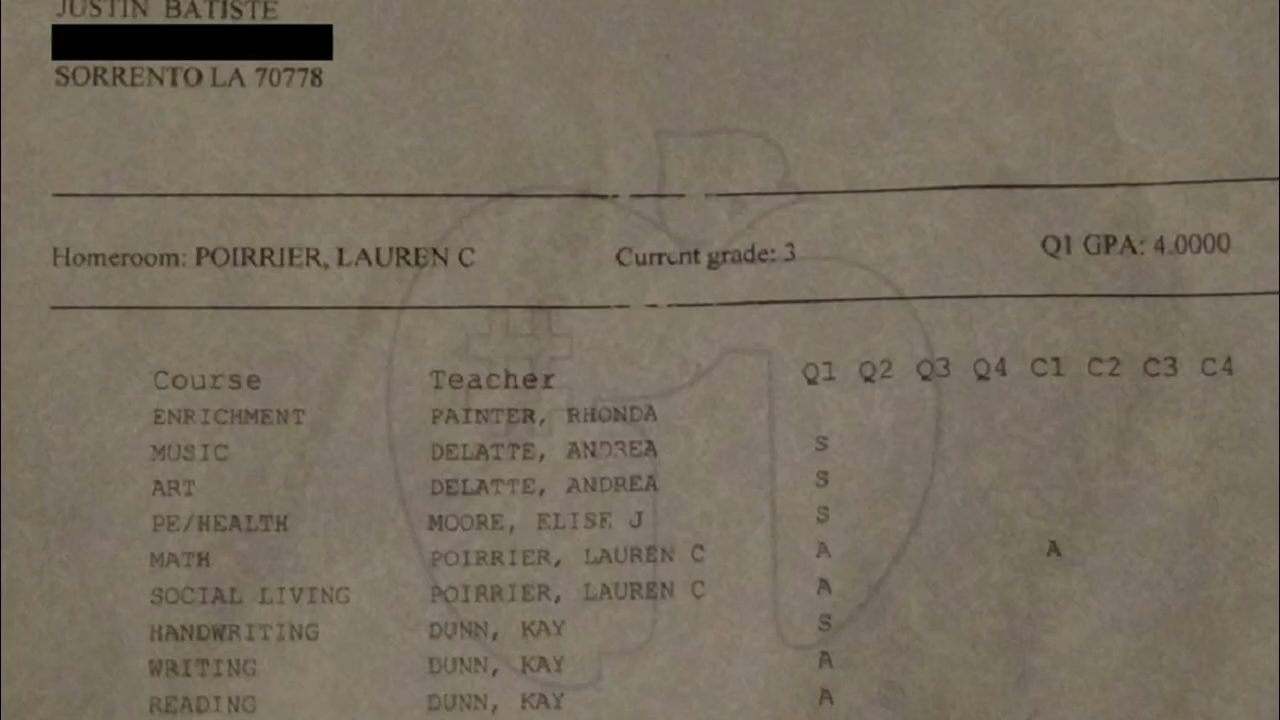 JUSTIN BATISTE
SORRENTO LA 70778
Homeroom: POIRRIER, LAUREN C Current grade: 3 Q1 GPA: 4.0000
Course Teacher Q1 Q2 Q3 Q4 C1 C2 C3 C4
ENRICHMENT PAINTER, RHONDA
MUSIC DELATTE, ANDREA S
ART DELATTE, ANDREA S
PE/HEALTH MOORE, ELISE J S
MATH POIRRIER, LAUREN C A A
SOCIAL LIVING POIRRIER, LAUREN C A
HANDWRITING DUNN, KAY S
WRITING DUNN, KAY A
READING DUNN, KAY A
#1